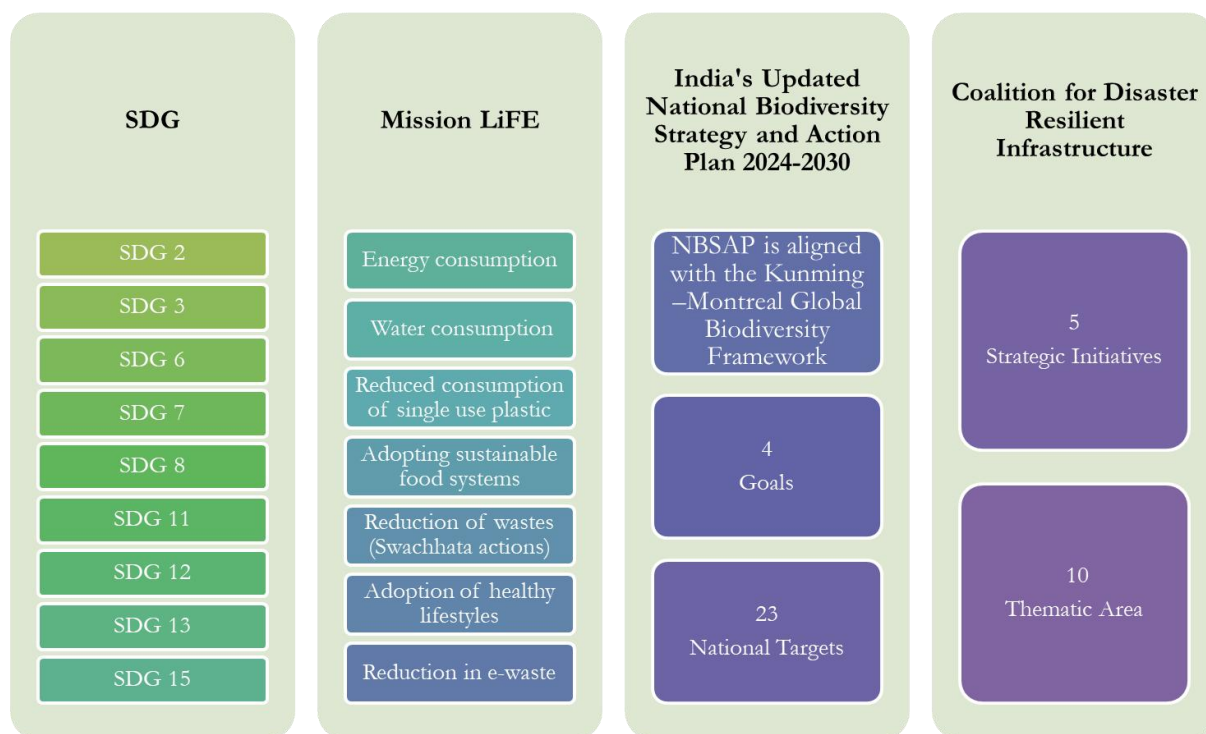 SDG
SDG 2
SDG 3
SDG 6
SDG 7
SDG 8
SDG 11
SDG 12
SDG 13
SDG 15
Mission LiFE
Energy consumption
Water consumption
Reduced consumption
of single use plastic
Adopting sustainable
food systems
Reduction of wastes
(Swachhata actions)
Adoption of healthy
lifestyles
Reduction in e-waste
India's Updated
National Biodiversity
Strategy and Action
Plan 2024-2030
NBSAP is aligned
with the Kunming
–Montreal Global
Biodiversity
Framework
4
Goals
23
National Targets
Coalition for Disaster
Resilient
Infrastructure
5
Strategic Initiatives
10
Thematic Area